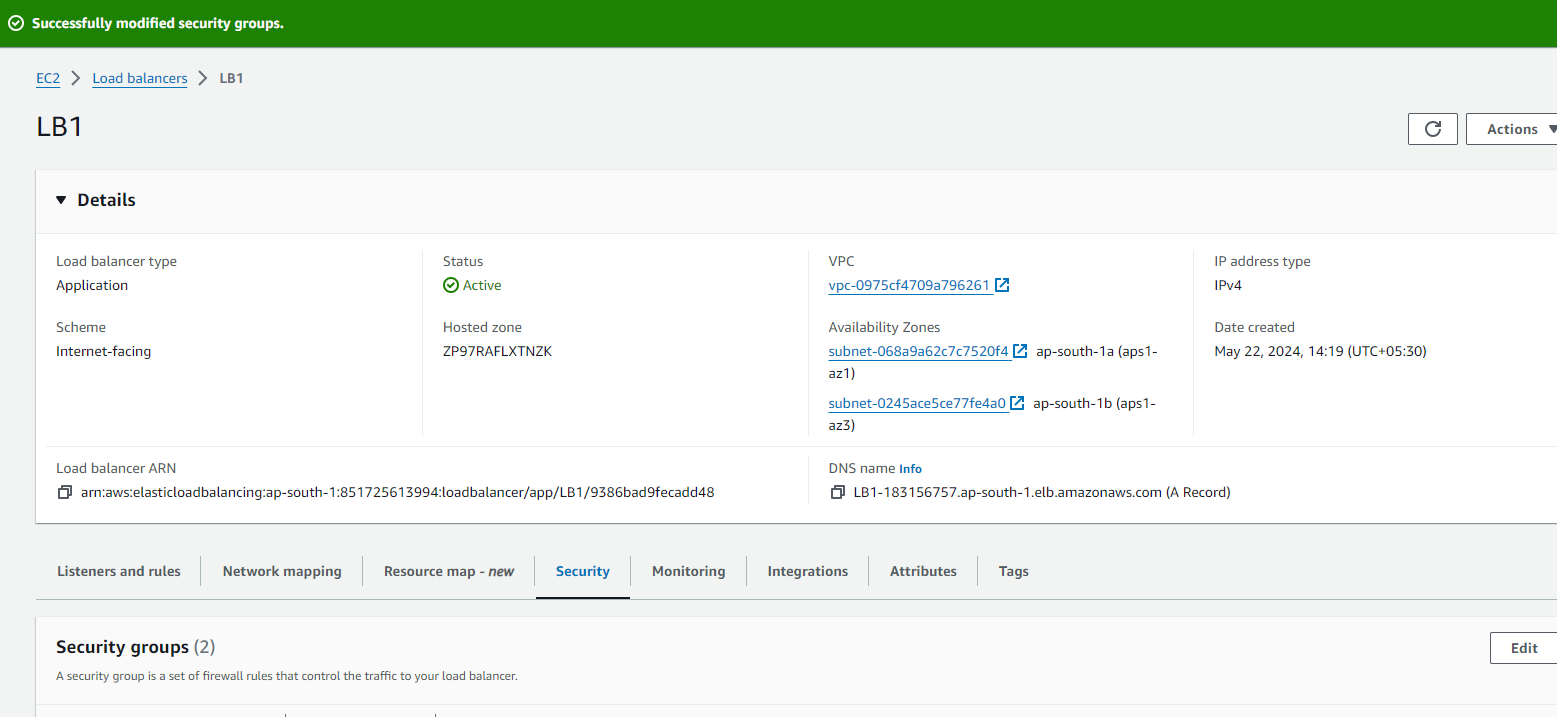 Successfully modified security groups.
EC2 > Load balancers > LB1
LB1
Actions
Details
Load balancer type
Application
Status
Active
VPC
vpc-0975cf4709a796261
IP address type
IPv4
Scheme
Internet-facing
Hosted zone
ZP97RAFLXTNZK
Availability Zones
subnet-068a9a62c7c7520f4 ap-south-1a (aps1-
az1)
subnet-0245ace5ce77fe4a0 ap-south-1b (aps1-
az3)
Date created
May 22, 2024, 14:19 (UTC+05:30)
Load balancer ARN
arn:aws:elasticloadbalancing:ap-south-1:851725613994:loadbalancer/app/LB1/9386bad9fecadd48
DNS name Info
LB1-183156757.ap-south-1.elb.amazonaws.com (A Record)
Listeners and rules
Network mapping
Resource map - new
Security
Monitoring
Integrations
Attributes
Tags
Security groups (2)
Edit
A security group is a set of firewall rules that control the traffic to your load balancer.